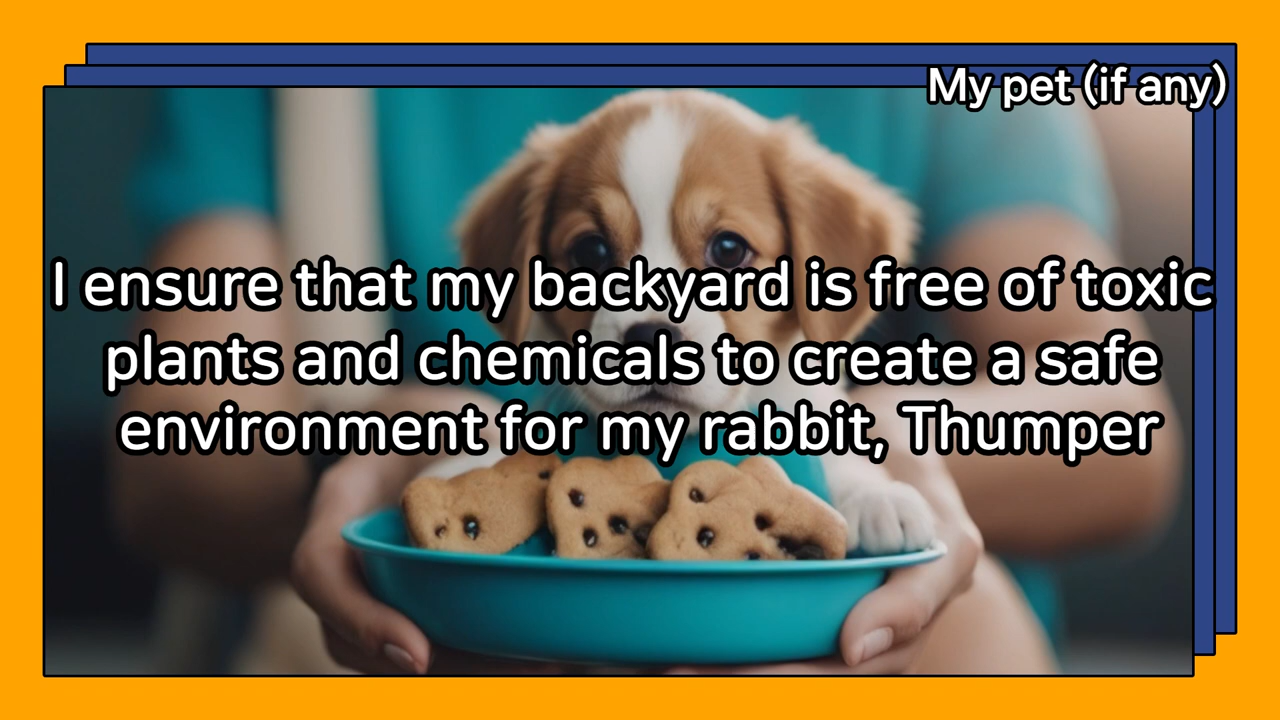 My pet (if any)
I ensure that my backyard is free of toxic
plants and chemicals to create a safe
environment for my rabbit, Thumper